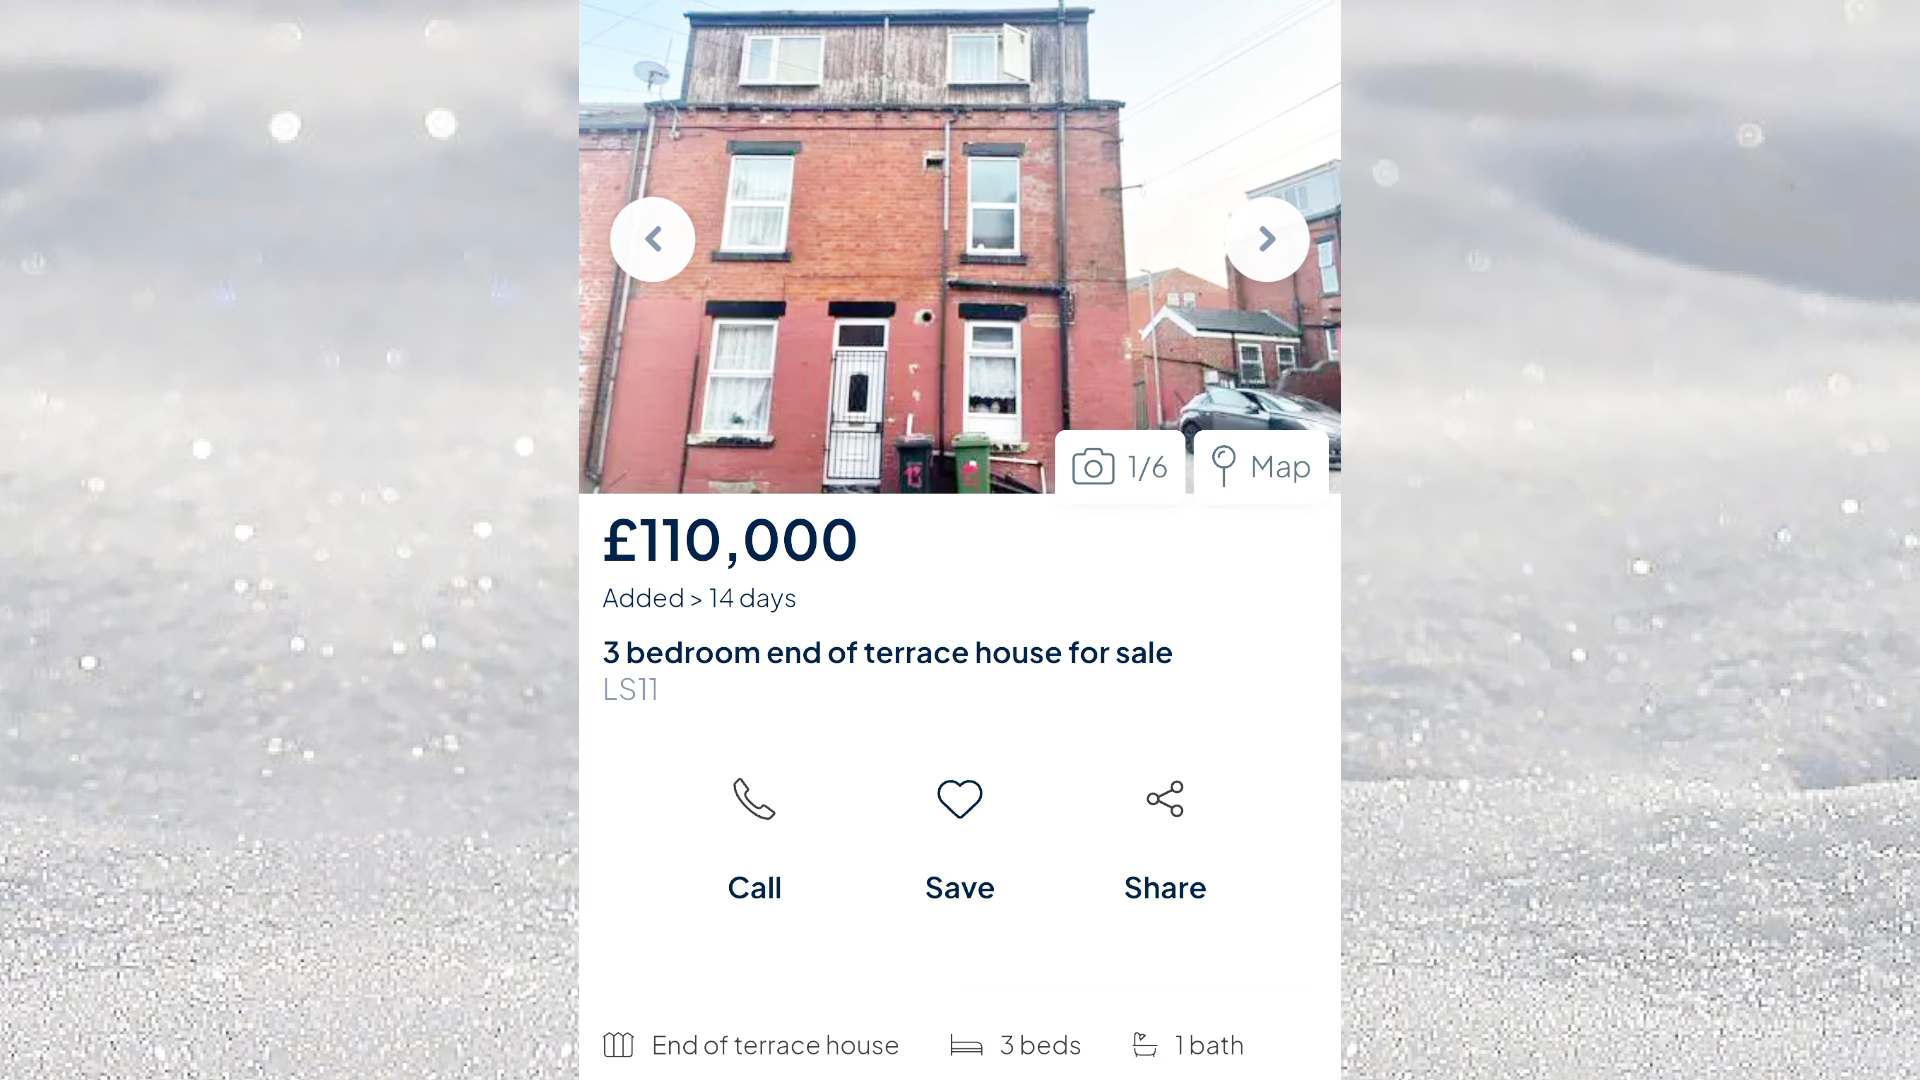 13
1/6
Map
£110,000
Added > 14 days
3 bedroom end of terrace house for sale
LS11
Call
Save
Share
End of terrace house
3 beds
1 bath